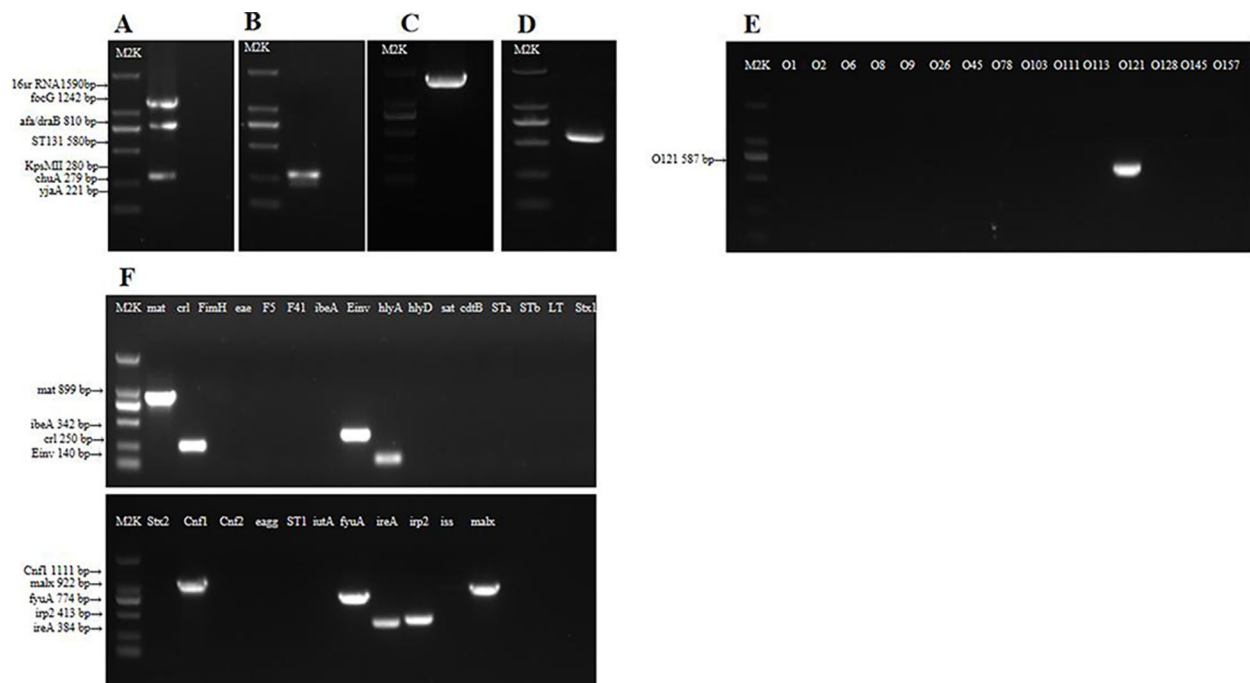 A
B
C
D
E
M2K
M2K
M2K
M2K
16sr RNA1590bp→
focG 1242 bp→
afa/draB 810 bp→
ST131 580bp→
KpsMII 280 bp→
chuA 279 bp→
yjaA 221 bp→
M2K O1 O2 O6 O8 O9 O26 O45 O78 O103 O111 O113 O121 O128 O145 O157
O121 587 bp→
F
M2K mat crl FimH eae F5 F41 ibeA Einv hlyA hlyD sat cdtB STa STb LT Stx1
mat 899 bp→
ibeA 342 bp→
crl 250 bp→
Einv 140 bp→
M2K Stx2 Cnf1 Cnf2 eagg ST1 iutA fyuA ireA irp2 iss malx
Cnf1 1111 bp→
malx 922 bp→
fyuA 774 bp→
irp2 413 bp→
ireA 384 bp→